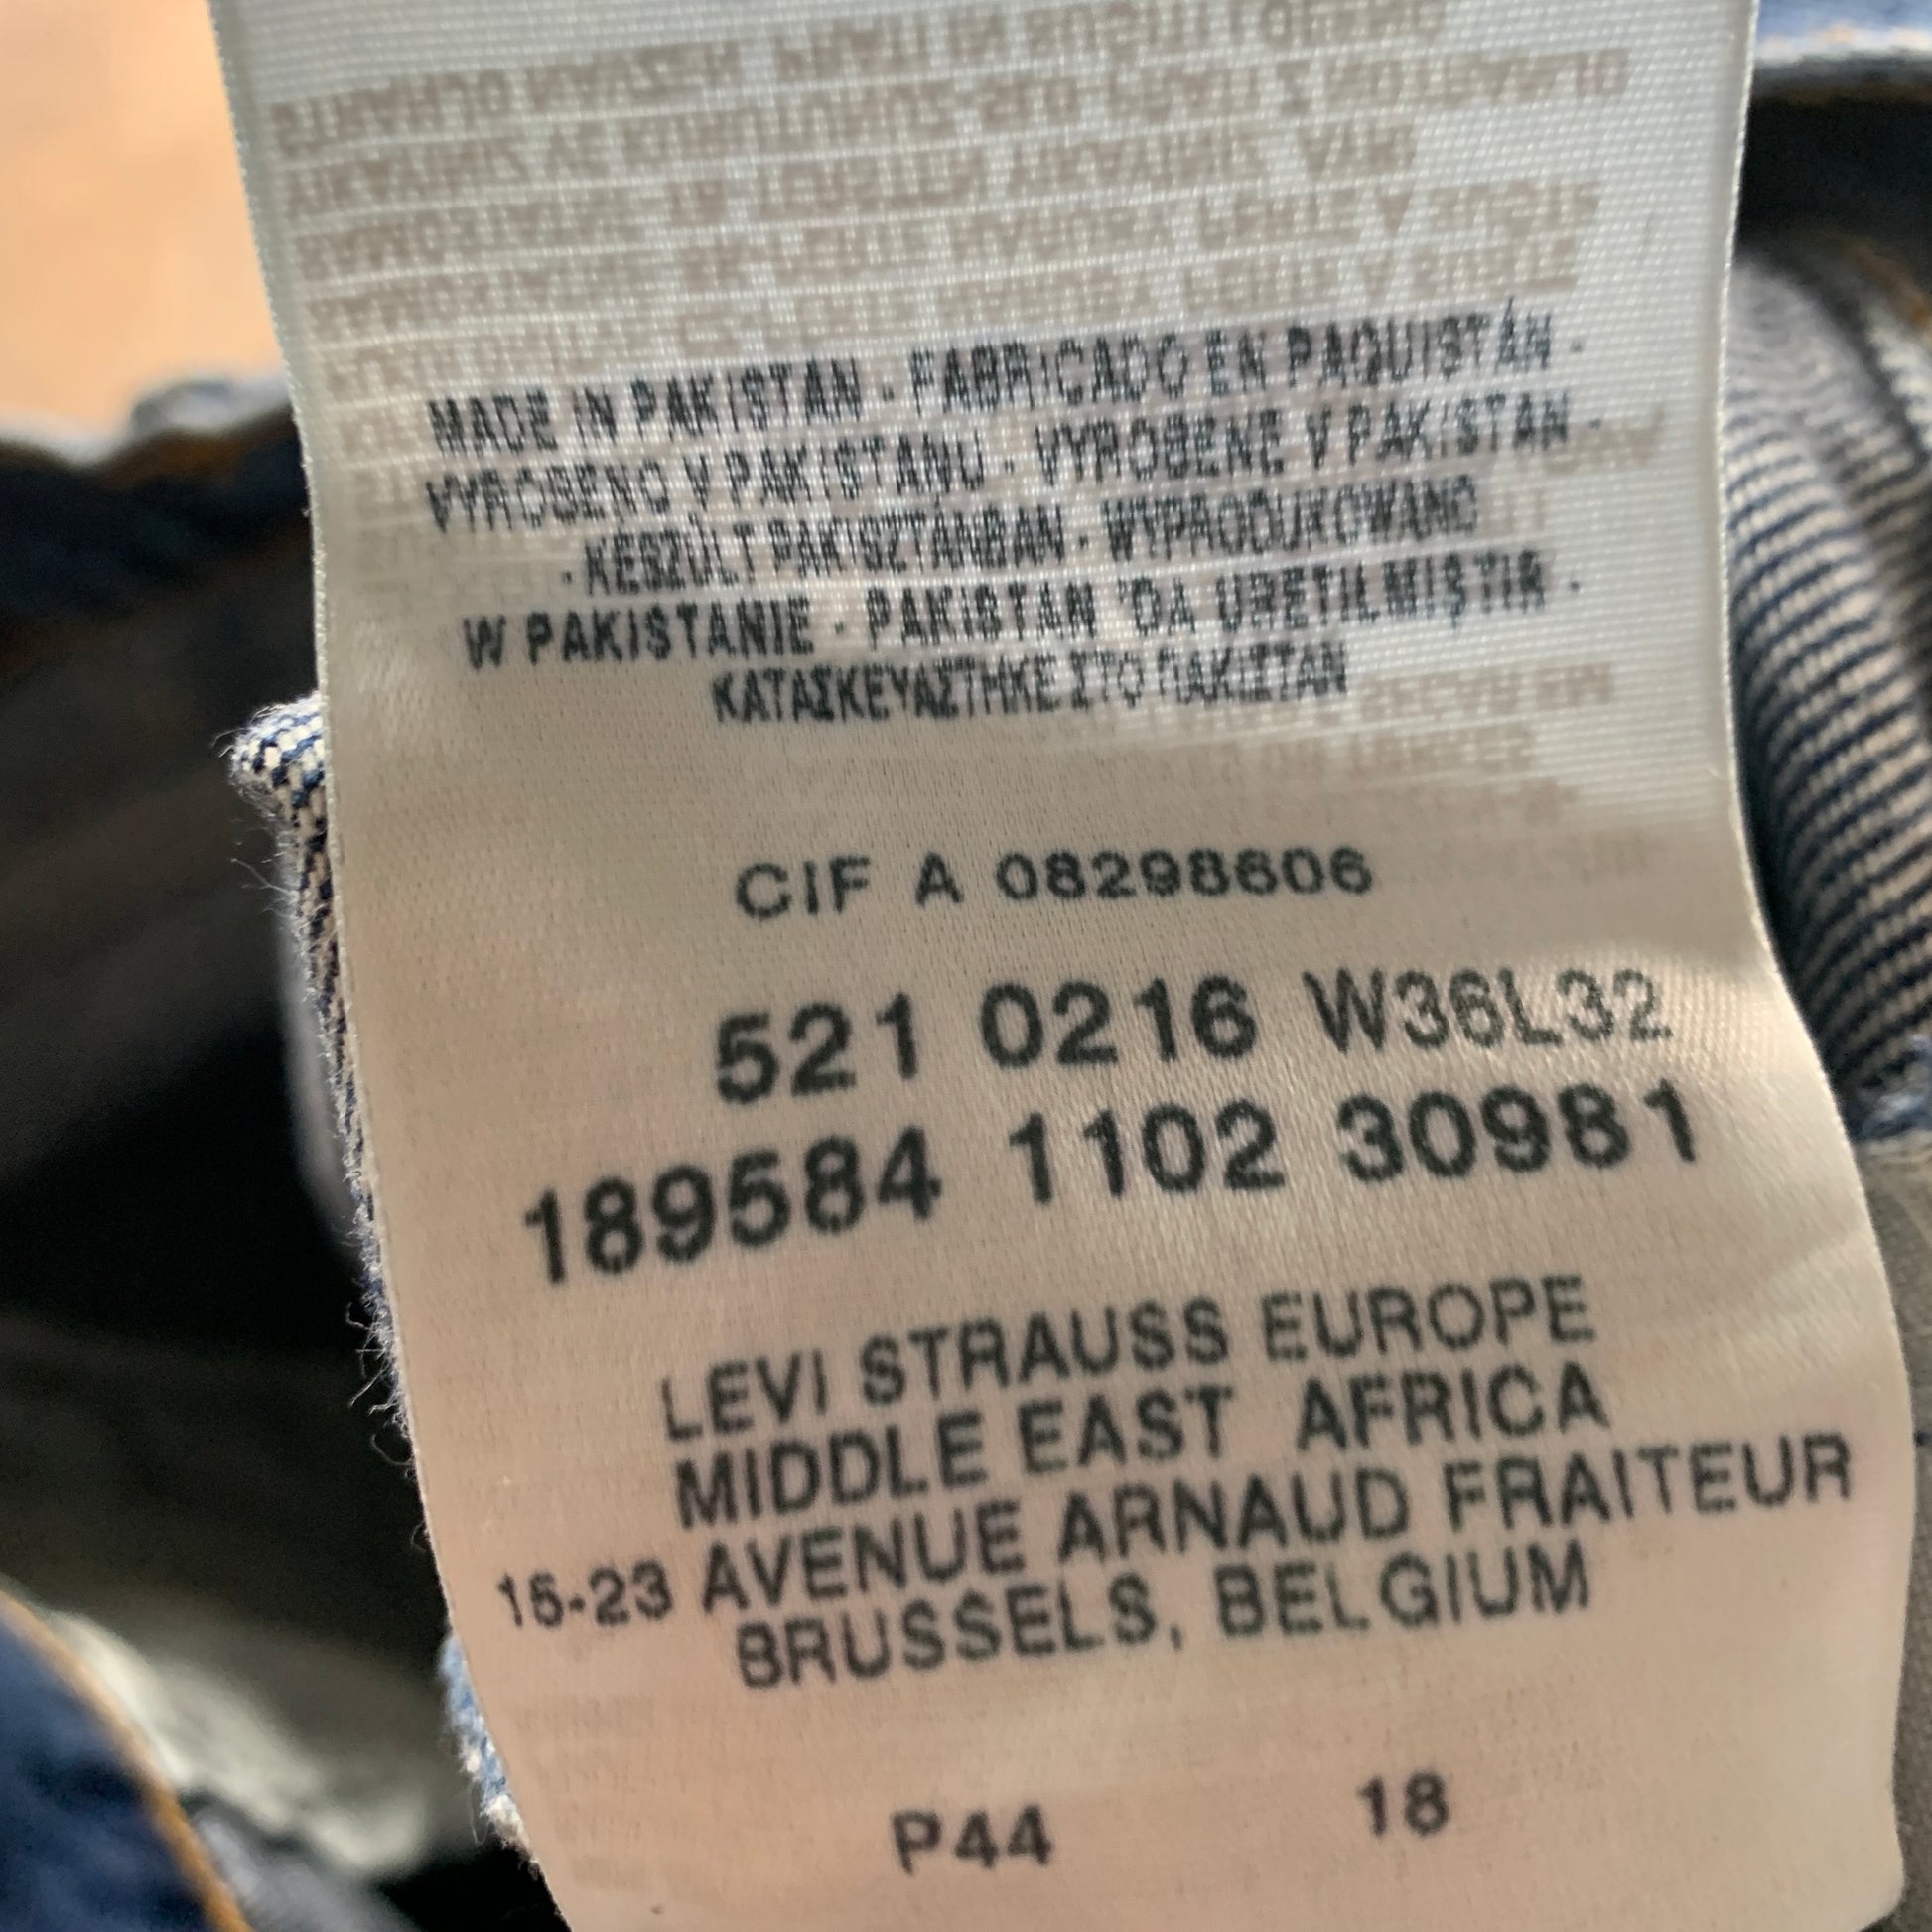 MADE IN PAKISTAN - FABRICADO EN PAQUISTÁN -
VYROBENO V PAKISTANU - VYROBENE V PAKISTAN -
- KÉSZÜLT PAKISZTÁNBAN - WYPRODUKOWANO
W PAKISTANIE - PAKISTAN 'DA URETILMIŞTIR -
ΚΑΤΑΣΚΕΥΑΣΤΗΚΕ ΣΤΟ ΠΑΚΙΣΤΑΝ
CIF A 08298606
521 0216 W36L32
189584 1102 30981
LEVI STRAUSS EUROPE
MIDDLE EAST AFRICA
15-23 AVENUE ARNAUD FRAITEUR
BRUSSELS, BELGIUM
P44 18